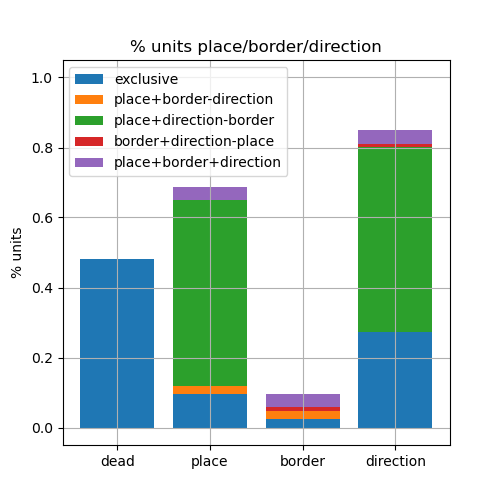 % units place/border/direction
exclusive
place+border-direction
place+direction-border
border+direction-place
place+border+direction
% units
1.0
0.8
0.6
0.4
0.2
0.0
dead place border direction